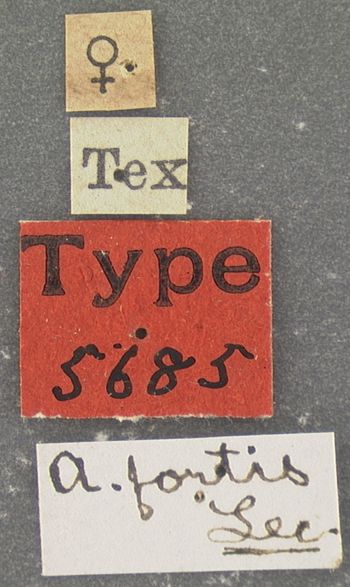 ♀
Tex
Type
5685
A. fortis
Lec.